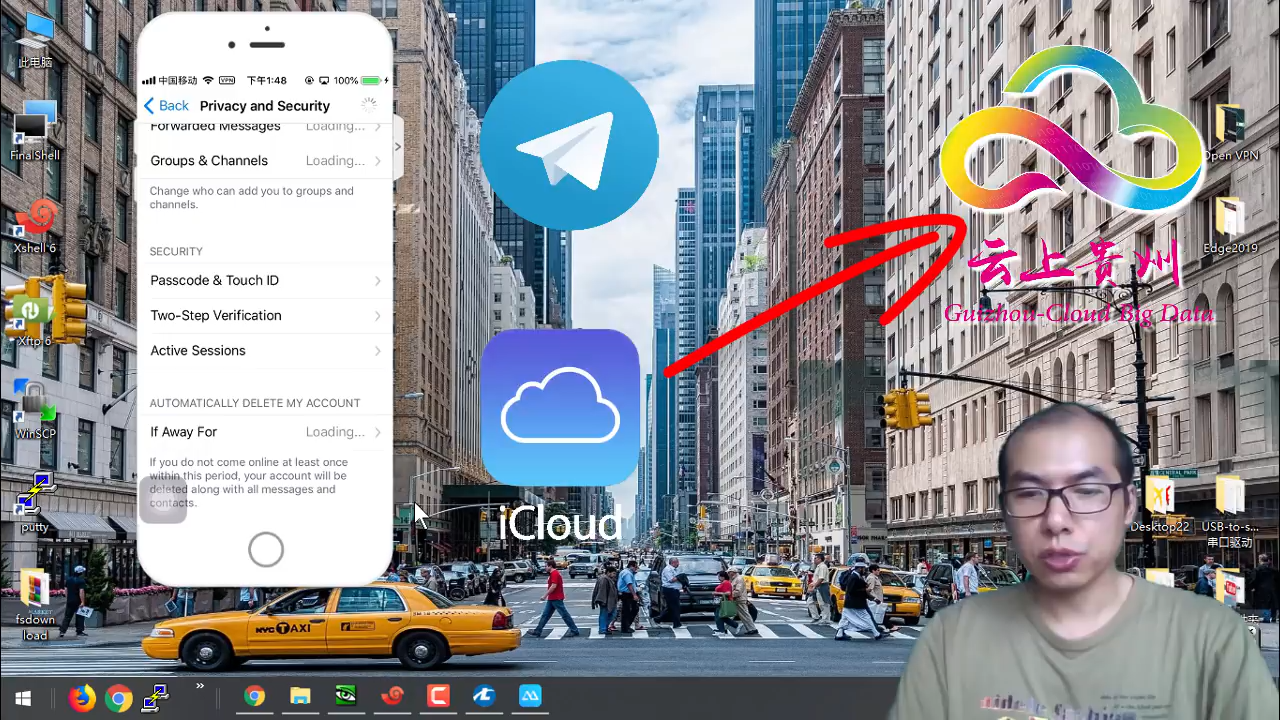 此电脑
FinalShell
Xshell 6
Xftp 6
WinSCP
putty
fsdown
load
中国移动
VPN
下午1:48
100%
Back
Privacy and Security
Forwarded Messages
Loading...
Groups & Channels
Loading...
Change who can add you to groups and
channels.
SECURITY
Passcode & Touch ID
Two-Step Verification
Active Sessions
AUTOMATICALLY DELETE MY ACCOUNT
If Away For
Loading...
If you do not come online at least once
within this period, your account will be
deleted along with all messages and
contacts.
iCloud
云上贵州
Guizhou-Cloud Big Data
Open VPN
Edge2019
Desktop22
USB-to-s...
串口驱动
NYC TAXI